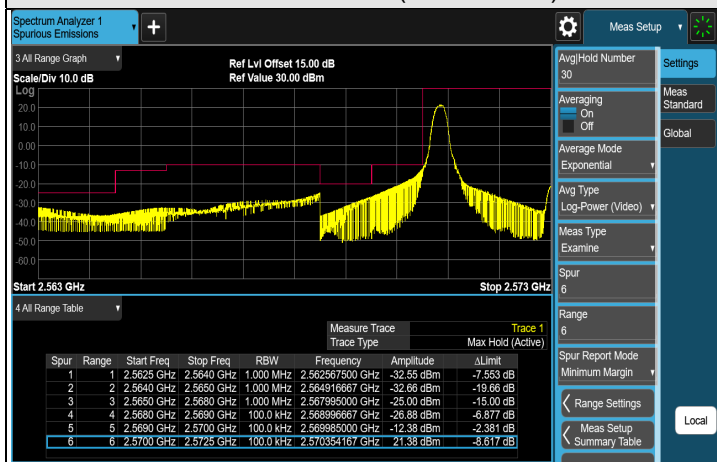 Spectrum Analyzer 1
Spurious Emissions
+
Meas Setup
3 All Range Graph
Scale/Div 10.0 dB
Ref Lvl Offset 15.00 dB
Ref Value 30.00 dBm
Log
20.0
10.0
0.00
-10.0
-20.0
-30.0
-40.0
-50.0
-60.0
Start 2.563 GHz
Stop 2.573 GHz
4 All Range Table
Measure Trace Trace 1
Trace Type Max Hold (Active)
Spur Range Start Freq Stop Freq RBW Frequency Amplitude ΔLimit
1 1 2.5625 GHz 2.5640 GHz 1.000 MHz 2.562567500 GHz -32.55 dBm -7.553 dB
2 2 2.5640 GHz 2.5650 GHz 1.000 MHz 2.564916667 GHz -32.66 dBm -19.66 dB
3 3 2.5650 GHz 2.5680 GHz 1.000 MHz 2.567995000 GHz -25.00 dBm -15.00 dB
4 4 2.5680 GHz 2.5690 GHz 100.0 kHz 2.568996667 GHz -26.88 dBm -6.877 dB
5 5 2.5690 GHz 2.5700 GHz 100.0 kHz 2.569985000 GHz -12.38 dBm -2.381 dB
6 6 2.5700 GHz 2.5725 GHz 100.0 kHz 2.570354167 GHz 21.38 dBm -8.617 dB
Avg|Hold Number
30
Averaging
On
Off
Average Mode
Exponential
Avg Type
Log-Power (Video)
Meas Type
Examine
Spur
6
Range
6
Spur Report Mode
Minimum Margin
Range Settings
Meas Setup
Summary Table
Settings
Meas
Standard
Global
Local